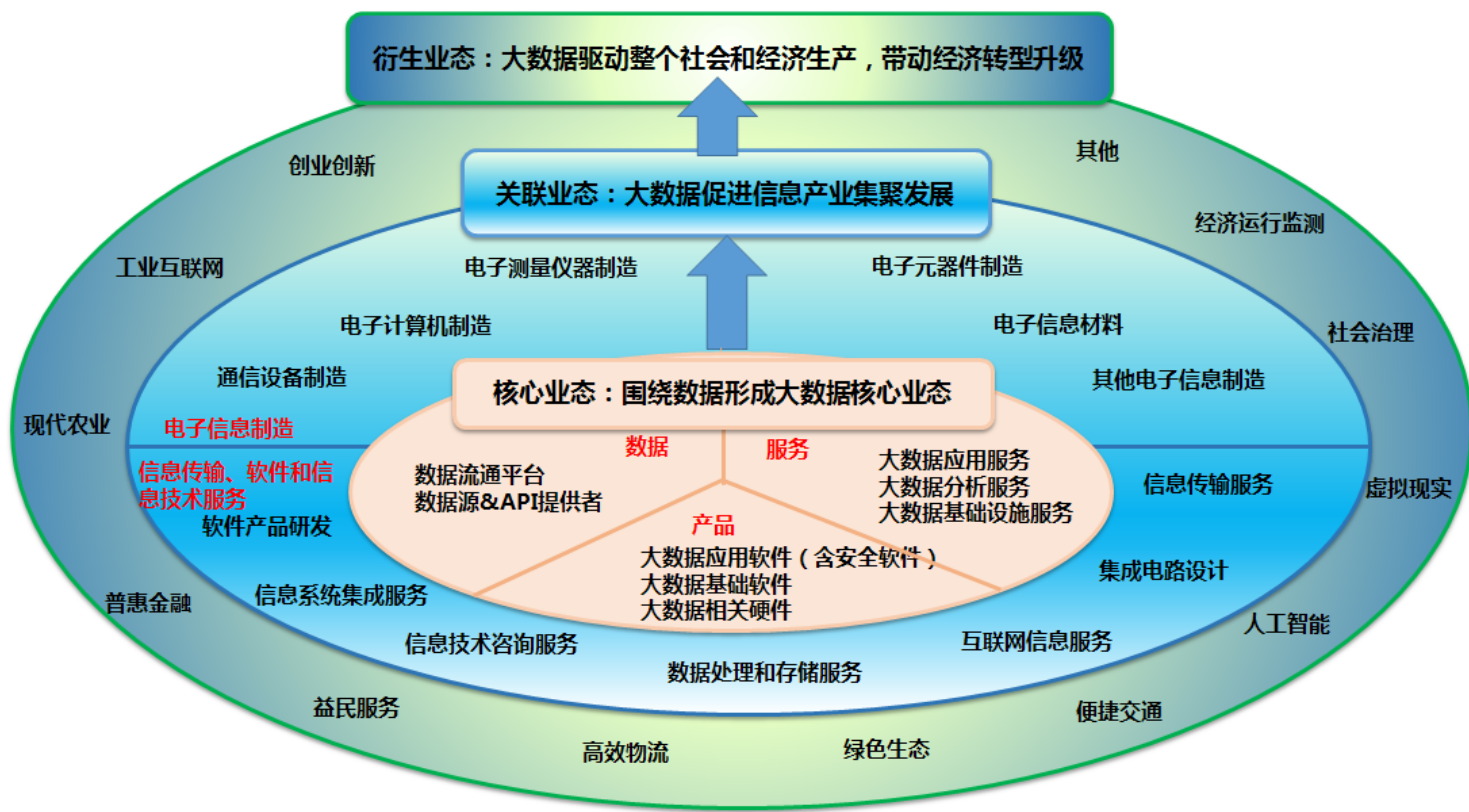 衍生业态：大数据驱动整个社会和经济生产，带动经济转型升级
创业创新
其他
关联业态：大数据促进信息产业集聚发展
经济运行监测
工业互联网
电子测量仪器制造
电子元器件制造
电子计算机制造
电子信息材料
社会治理
通信设备制造
其他电子信息制造
核心业态：围绕数据形成大数据核心业态
现代农业
电子信息制造
数据
服务
信息传输、软件和信
息技术服务
数据流通平台
数据源&API提供者
大数据应用服务
大数据分析服务
大数据基础设施服务
信息传输服务
虚拟现实
软件产品研发
产品
大数据应用软件（含安全软件）
大数据基础软件
大数据相关硬件
集成电路设计
信息系统集成服务
普惠金融
人工智能
信息技术咨询服务
互联网信息服务
数据处理和存储服务
益民服务
便捷交通
高效物流
绿色生态